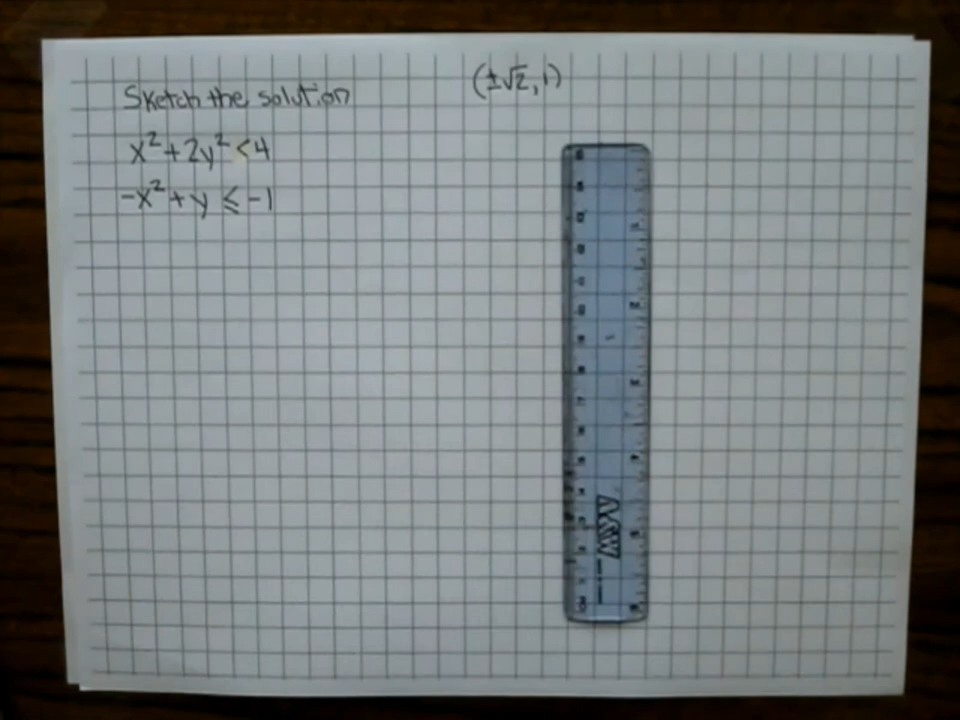 Sketch the solution
(±√2, 1)
x² + 2y² < 4
-x² + y ≤ -1